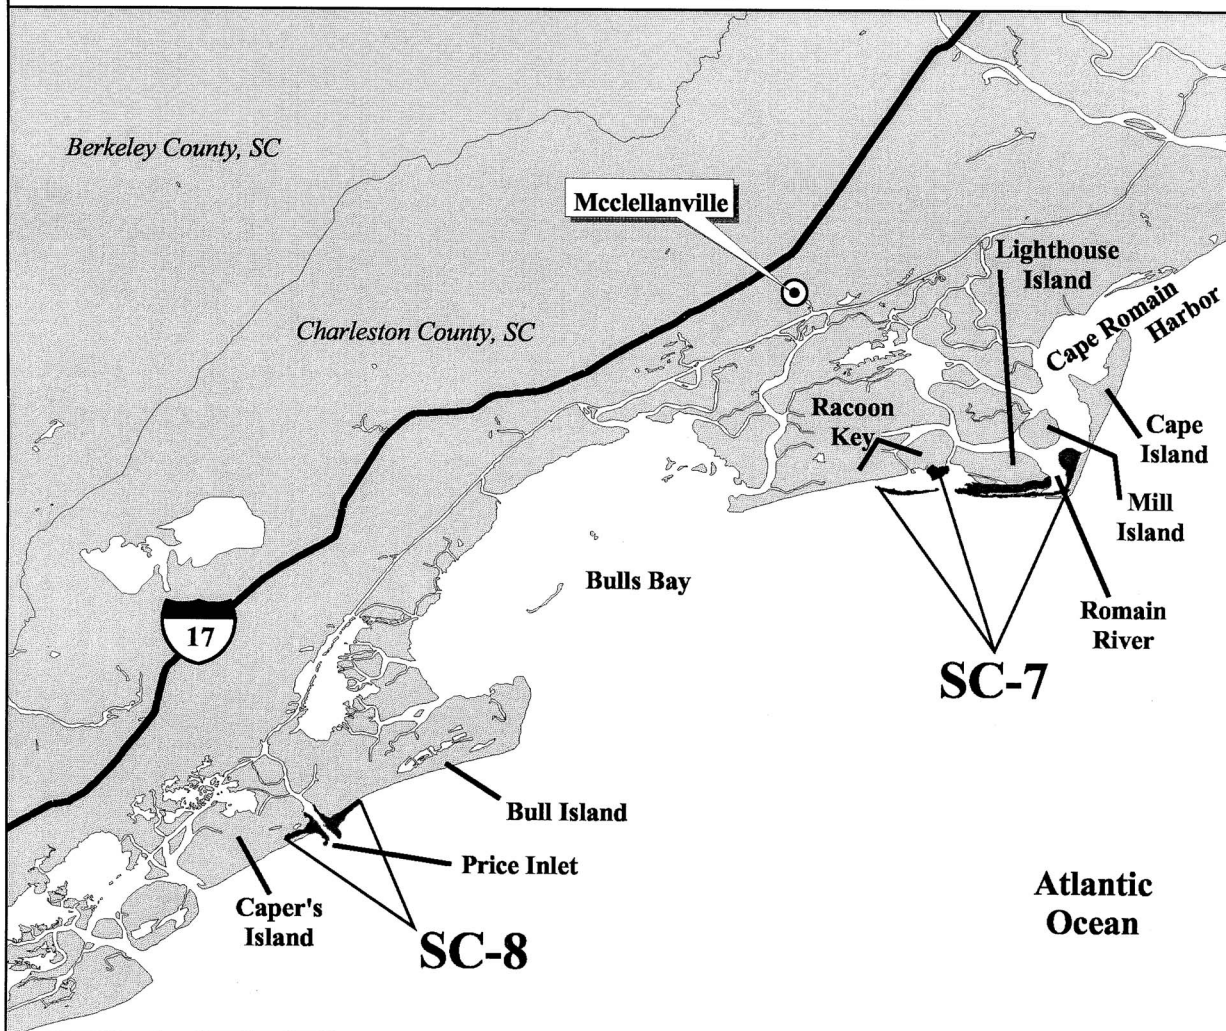 Berkeley County, SC
Mcclellanville
Lighthouse
Island
Cape Romain
Harbor
Charleston County, SC
Racoon
Key
Cape
Island
Mill
Island
Bulls Bay
Romain
River
17
SC-7
Bull Island
Price Inlet
Caper's
Island
SC-8
Atlantic
Ocean